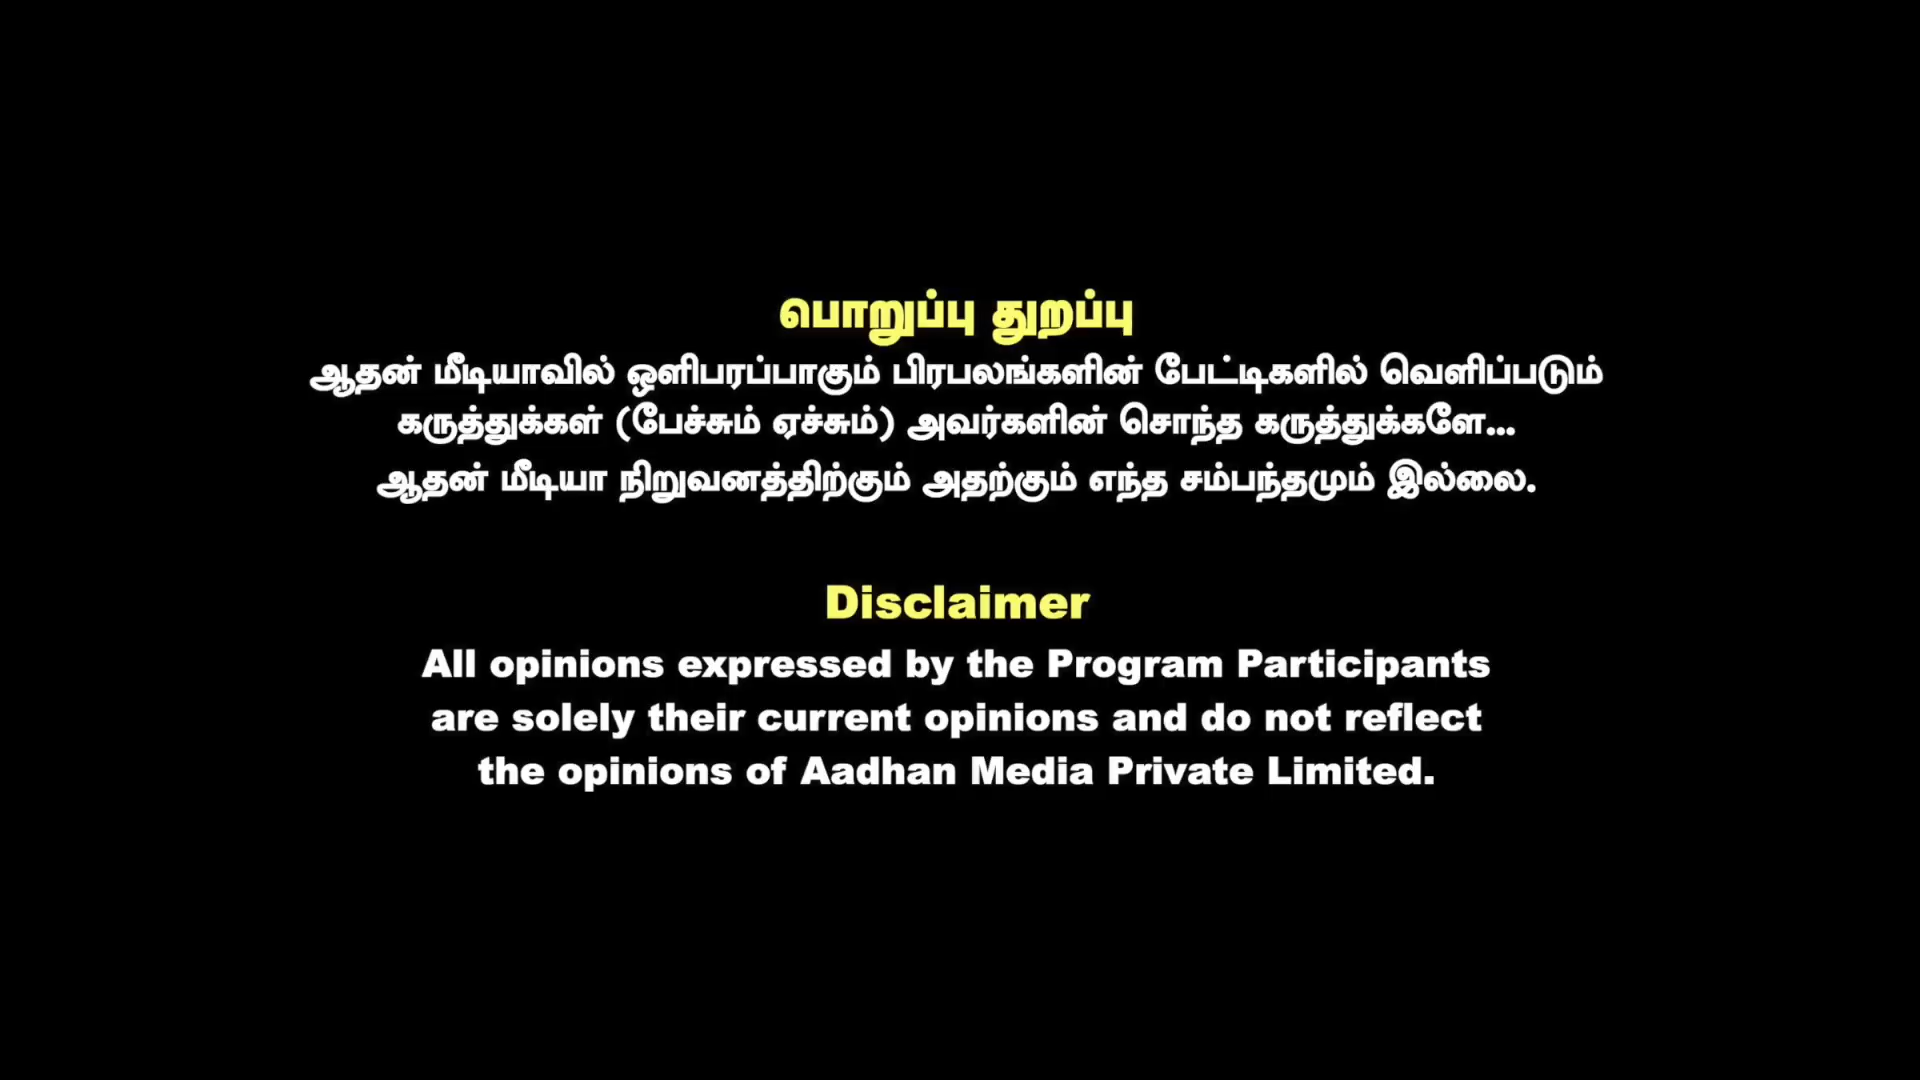 பொறுப்பு துறப்பு
ஆதன் மீடியாவில் ஒளிபரப்பாகும் பிரபலங்களின் பேட்டிகளில் வெளிப்படும்
கருத்துக்கள் (பேச்சும் ஏச்சும்) அவர்களின் சொந்த கருத்துக்களே...
ஆதன் மீடியா நிறுவனத்திற்கும் அதற்கும் எந்த சம்பந்தமும் இல்லை.
Disclaimer
All opinions expressed by the Program Participants
are solely their current opinions and do not reflect
the opinions of Aadhan Media Private Limited.